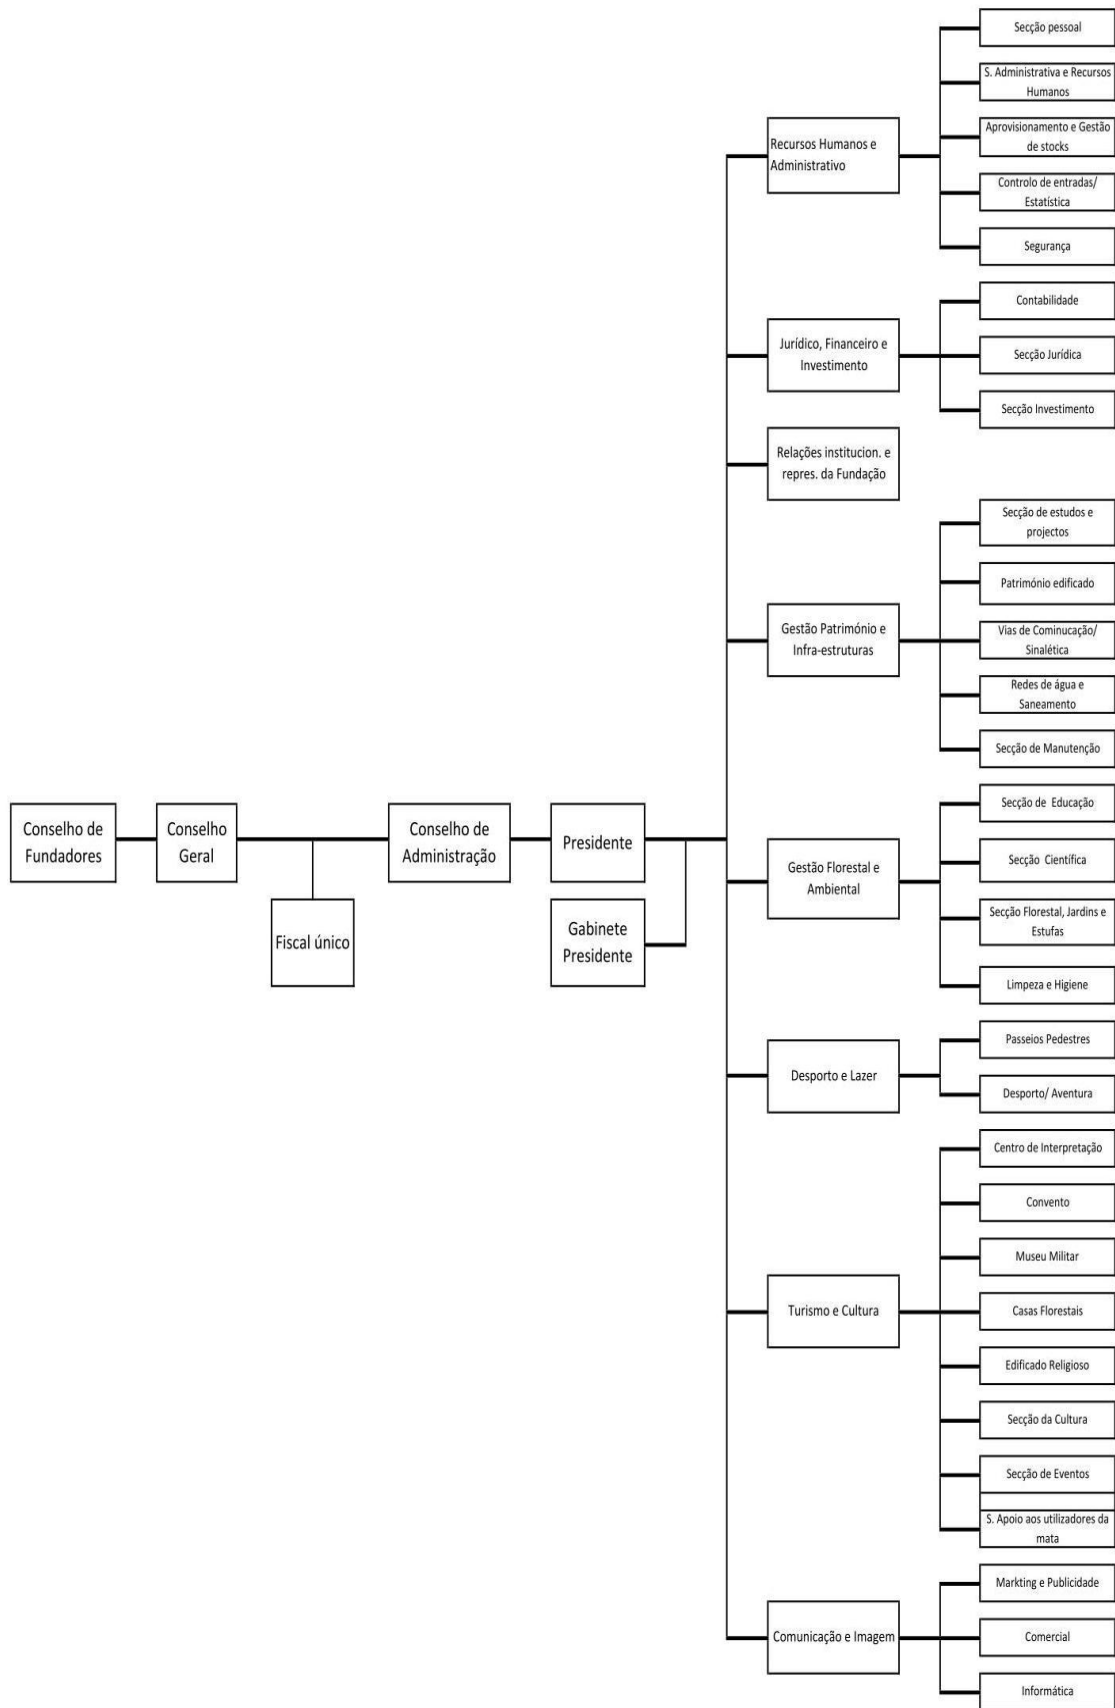 Conselho de
Fundadores
Conselho
Geral
Fiscal único
Conselho de
Administração
Presidente
Gabinete
Presidente
Recursos Humanos e
Administrativo
Secção pessoal
S. Administrativa e Recursos
Humanos
Aprovisionamento e Gestão
de stocks
Controlo de entradas/
Estatística
Segurança
Jurídico, Financeiro e
Investimento
Contabilidade
Secção Jurídica
Secção Investimento
Relações institucion. e
repres. da Fundação
Gestão Património e
Infra-estruturas
Secção de estudos e
projectos
Património edificado
Vias de Cominucação/
Sinalética
Redes de água e
Saneamento
Secção de Manutenção
Gestão Florestal e
Ambiental
Secção de Educação
Secção Científica
Secção Florestal, Jardins e
Estufas
Limpeza e Higiene
Desporto e Lazer
Passeios Pedestres
Desporto/ Aventura
Turismo e Cultura
Centro de Interpretação
Convento
Museu Militar
Casas Florestais
Edificado Religioso
Secção da Cultura
Secção de Eventos
S. Apoio aos utilizadores da
mata
Comunicação e Imagem
Markting e Publicidade
Comercial
Informática